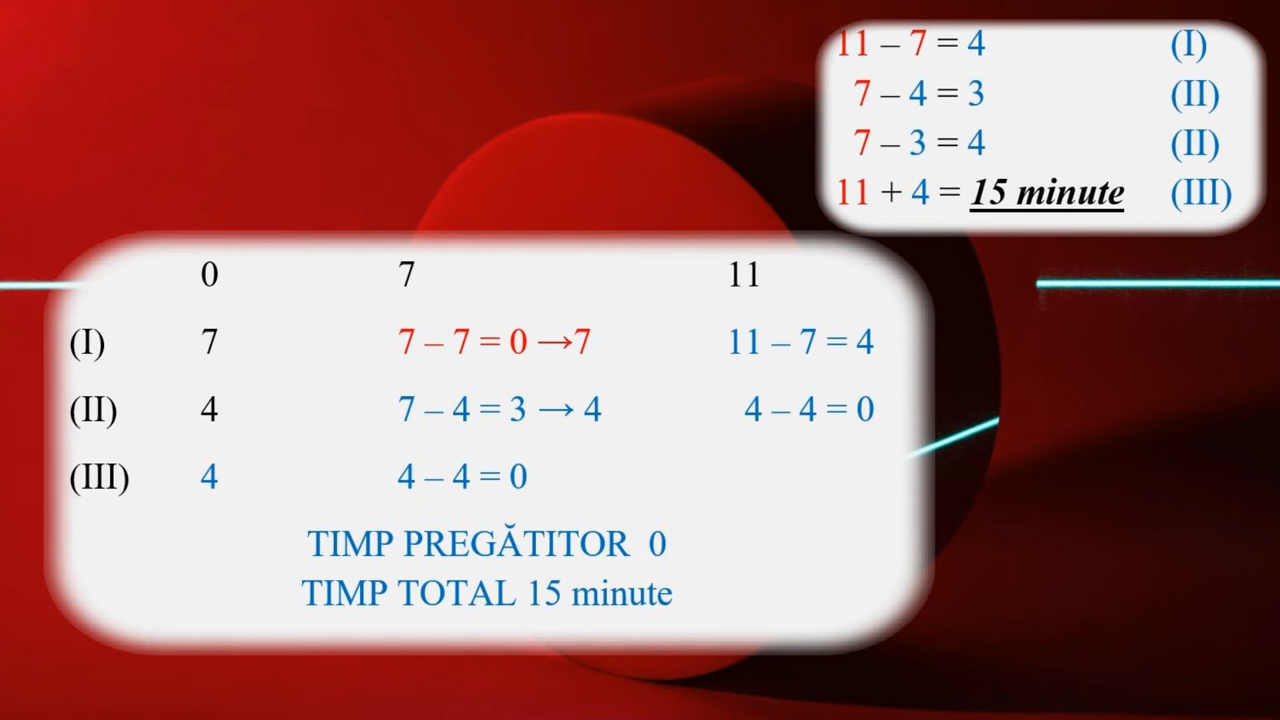 11 – 7 = 4 (I)
7 – 4 = 3 (II)
7 – 3 = 4 (II)
11 + 4 = 15 minute (III)
0 7 11
(I) 7 7 – 7 = 0 →7 11 – 7 = 4
(II) 4 7 – 4 = 3 → 4 4 – 4 = 0
(III) 4 4 – 4 = 0
TIMP PREGĂTITOR 0
TIMP TOTAL 15 minute